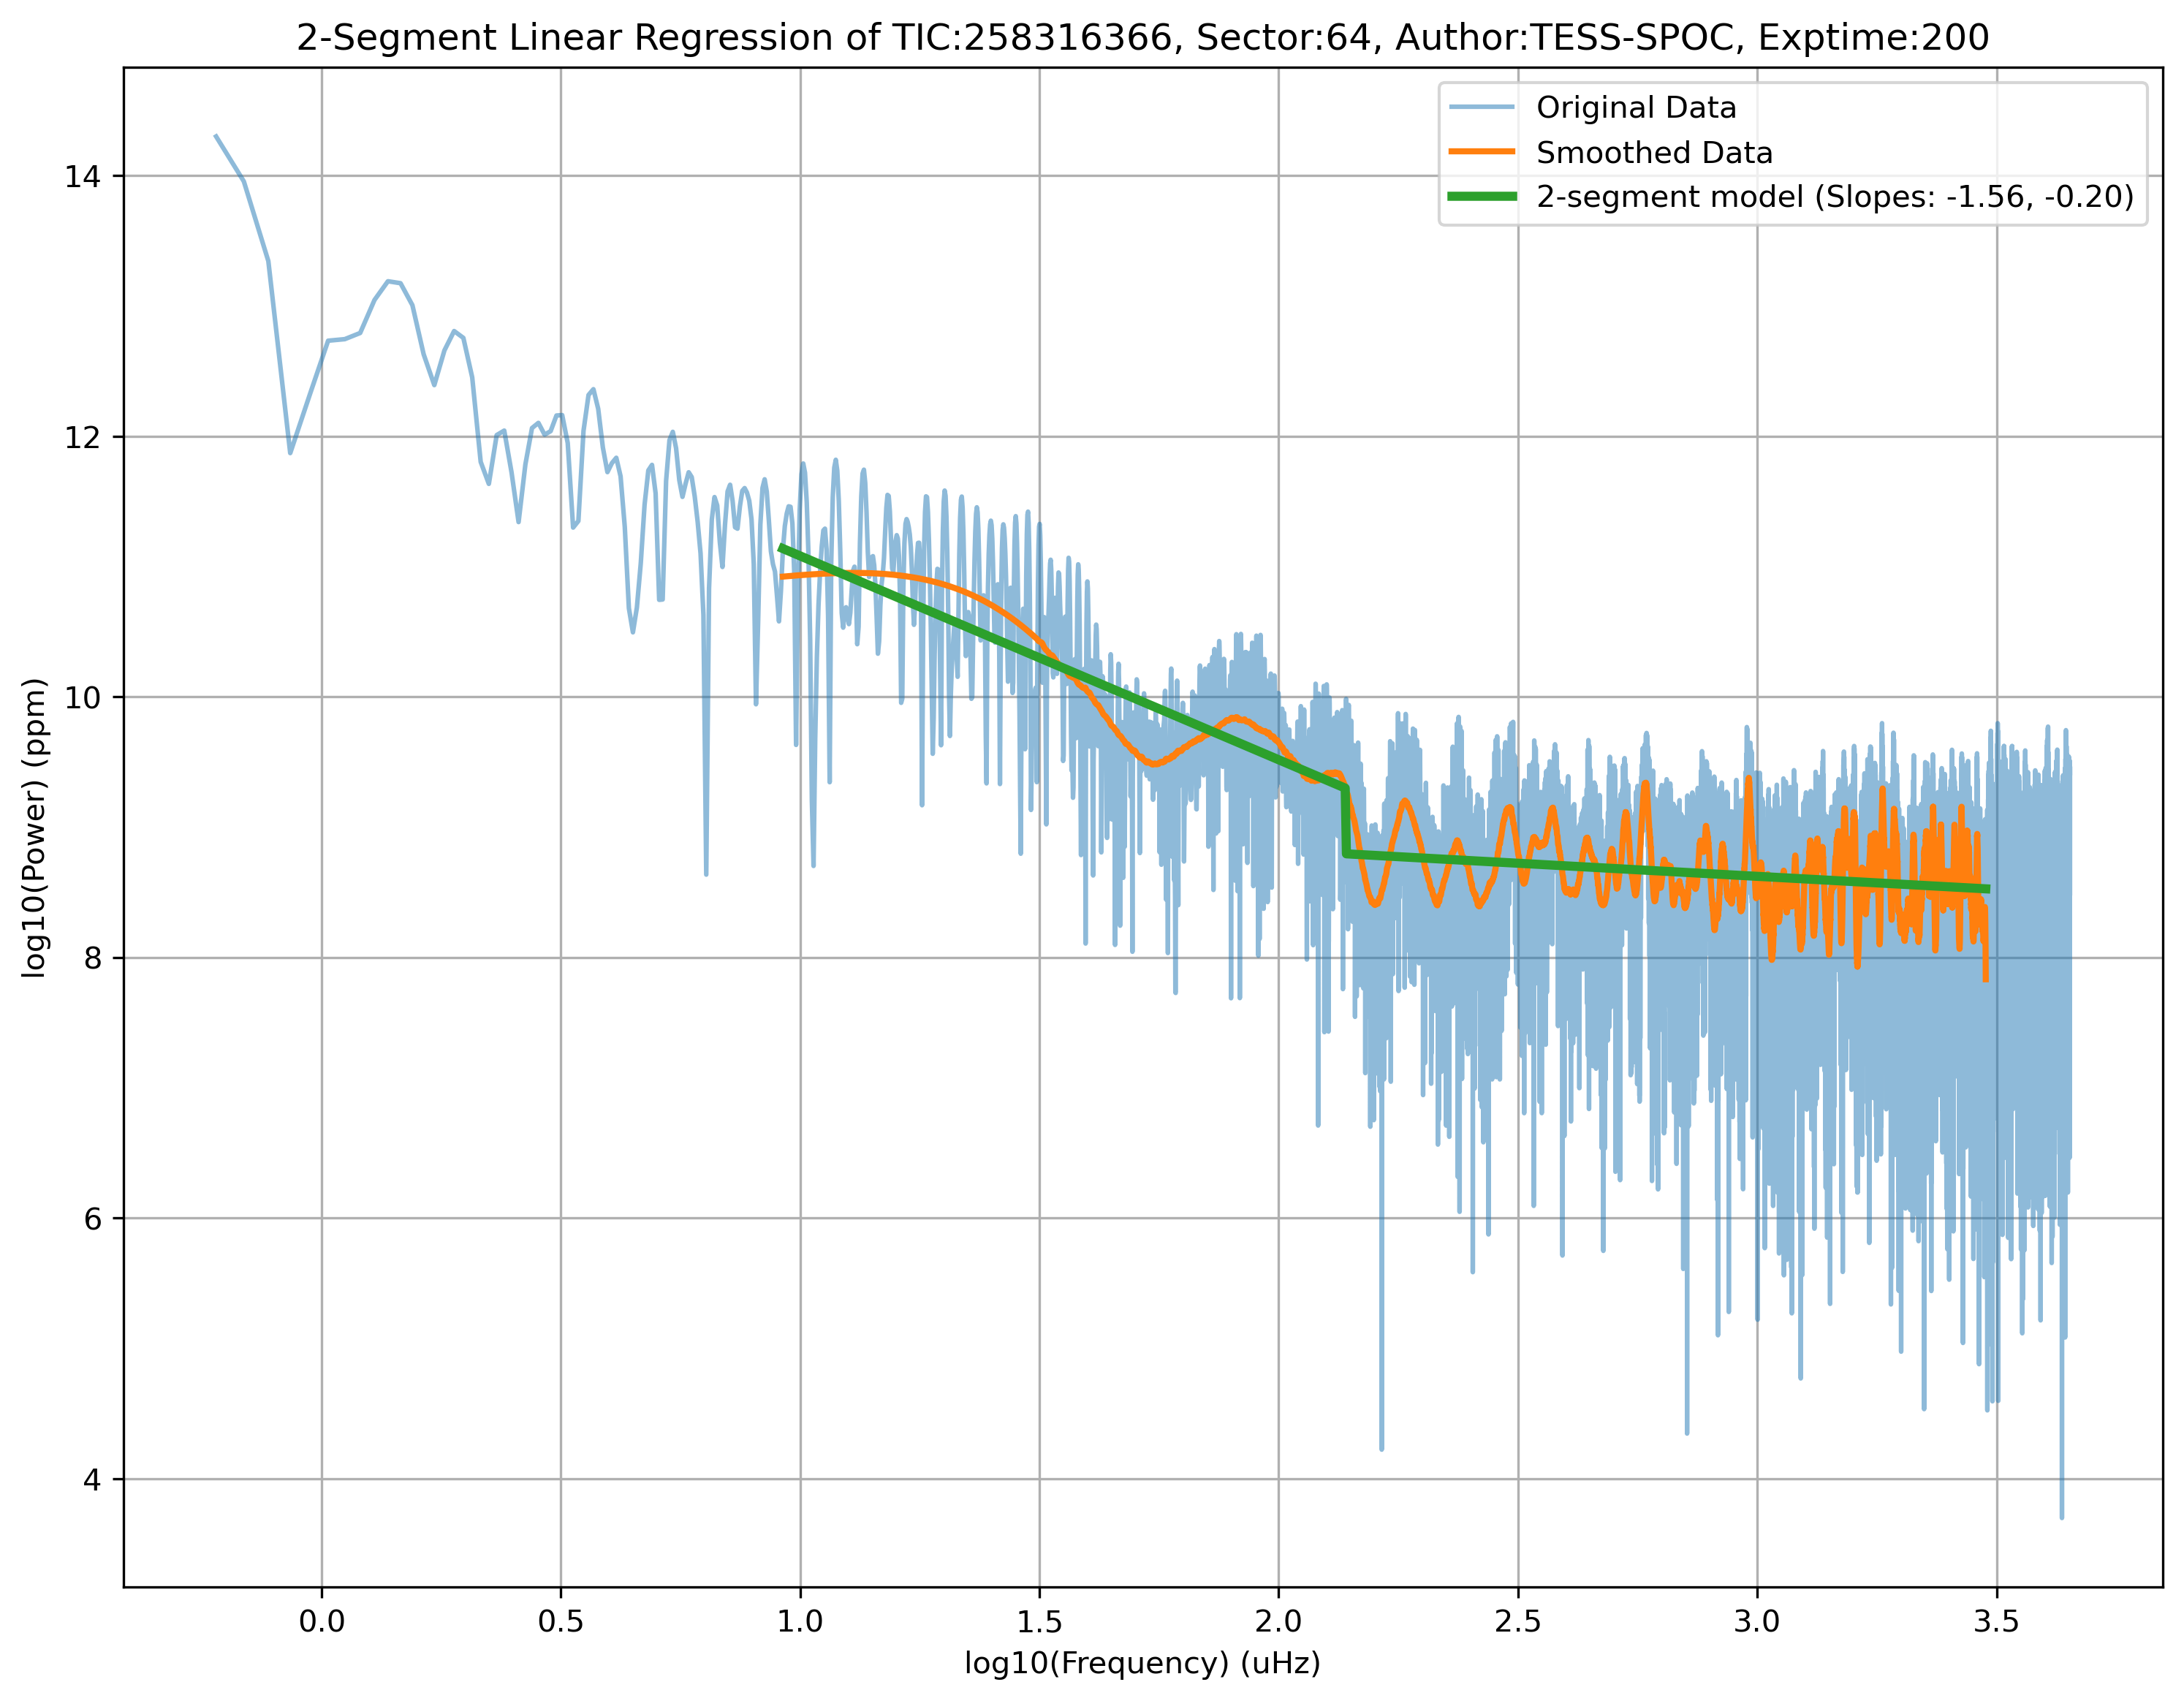 2-Segment Linear Regression of TIC:258316366, Sector:64, Author:TESS-SPOC, Exptime:200
Original Data
Smoothed Data
2-segment model (Slopes: -1.56, -0.20)
log10(Power) (ppm)
14
12
10
8
6
4
0.0 0.5 1.0 1.5 2.0 2.5 3.0 3.5
log10(Frequency) (uHz)